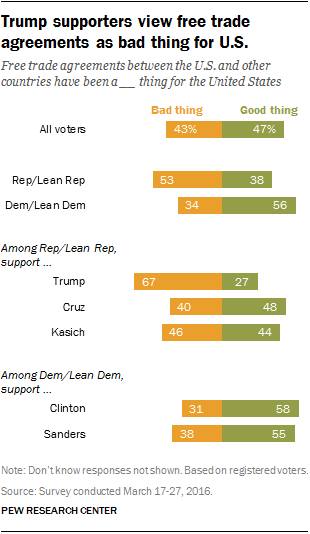 Trump supporters view free trade
agreements as bad thing for U.S.
Free trade agreements between the U.S. and other
countries have been a __ thing for the United States
Bad thing Good thing
All voters 43% 47%
Rep/Lean Rep 53 38
Dem/Lean Dem 34 56
Among Rep/Lean Rep,
support ...
Trump 67 27
Cruz 40 48
Kasich 46 44
Among Dem/Lean Dem,
support ...
Clinton 31 58
Sanders 38 55
Note: Don't know responses not shown. Based on registered voters.
Source: Survey conducted March 17-27, 2016.
PEW RESEARCH CENTER